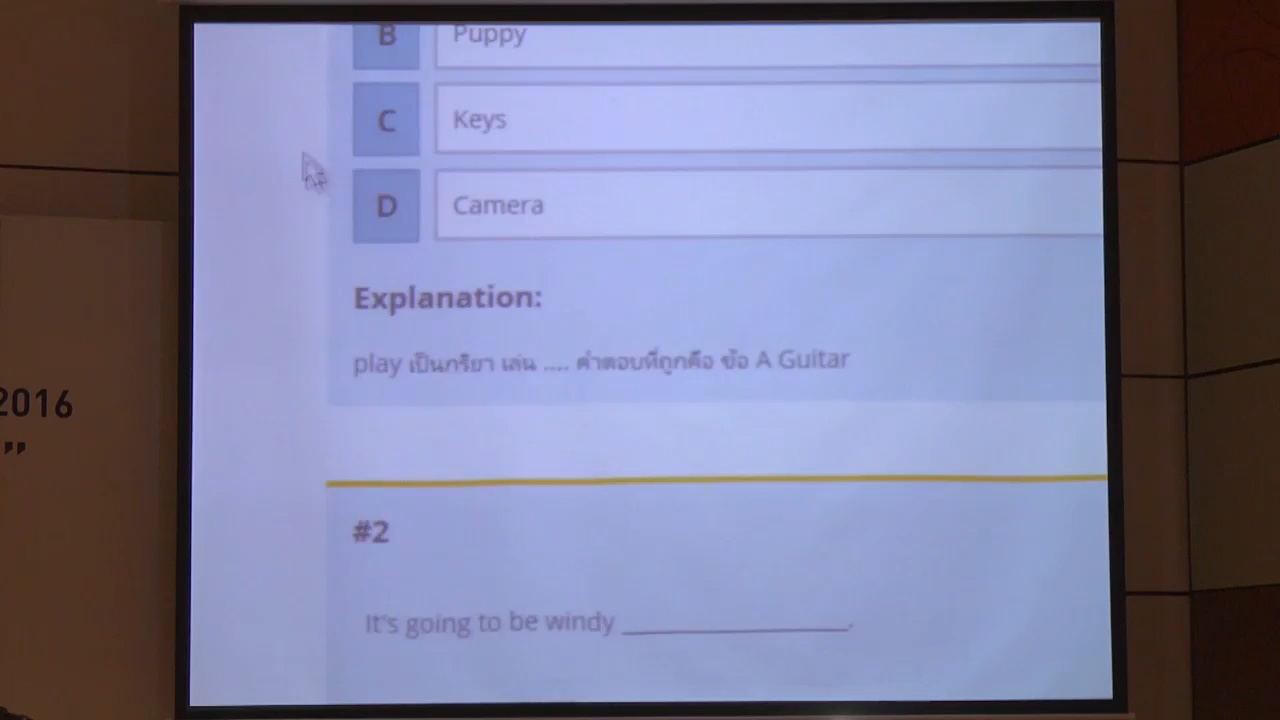 B Puppy
C Keys
D Camera
Explanation:
play เป็นกริยา เล่น .... คำตอบที่ถูกคือ ข้อ A Guitar
#2
It's going to be windy ____________________.
2016
”